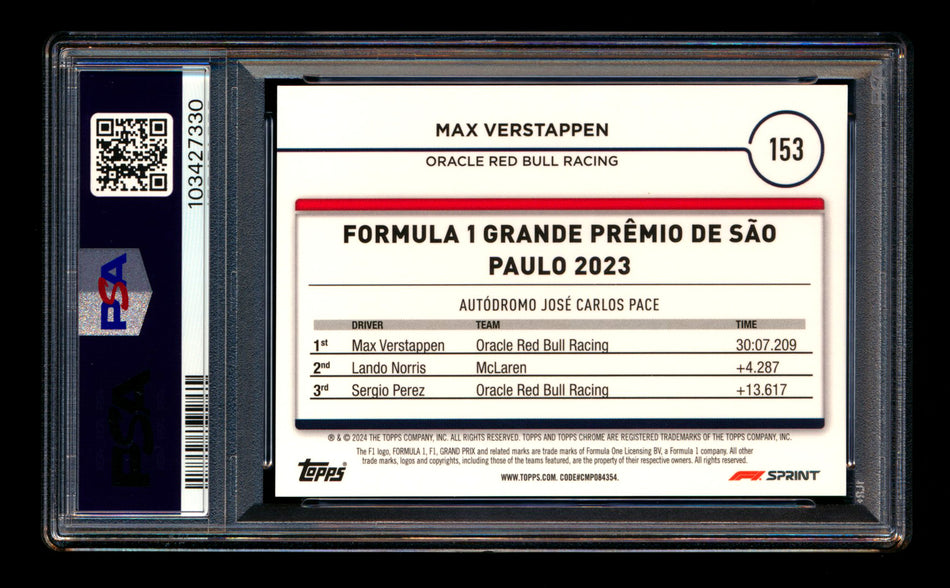 MAX VERSTAPPEN
ORACLE RED BULL RACING
153
FORMULA 1 GRANDE PRÊMIO DE SÃO
PAULO 2023
AUTÓDROMO JOSÉ CARLOS PACE
DRIVER TEAM TIME
1st Max Verstappen Oracle Red Bull Racing 30:07.209
2nd Lando Norris McLaren +4.287
3rd Sergio Perez Oracle Red Bull Racing +13.617
® & © 2024 THE TOPPS COMPANY, INC. ALL RIGHTS RESERVED. TOPPS AND TOPPS CHROME ARE REGISTERED TRADEMARKS OF THE TOPPS COMPANY, INC.
The F1 logo, FORMULA 1, F1, GRAND PRIX and related marks are trade marks of Formula One Licensing BV, a Formula 1 company. All other
trade marks, logos and copyrights, including those of the teams featured, are the property of their respective owners. All rights reserved.
topps
WWW.TOPPS.COM. CODE#CMP084354.
F1 SPRINT
103427330
PSA
PSA